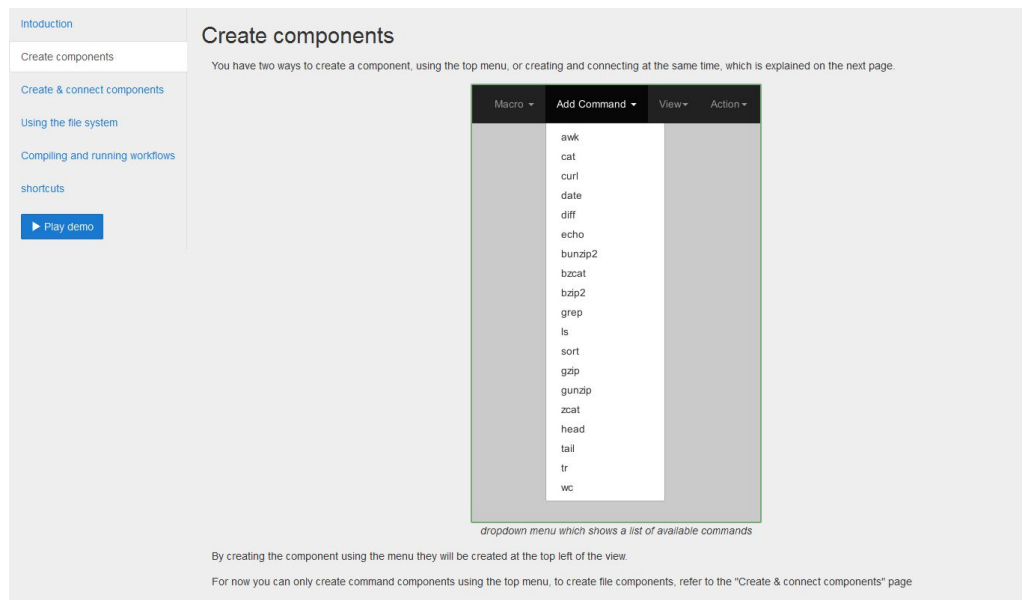 Intoduction
Create components
Create & connect components
Using the file system
Compiling and running workflows
shortcuts
Play demo
Create components
You have two ways to create a component, using the top menu, or creating and connecting at the same time, which is explained on the next page.
Macro Add Command View Action
awk
cat
curl
date
diff
echo
bunzip2
bzcat
bzip2
grep
ls
sort
gzip
gunzip
zcat
head
tail
tr
wc
dropdown menu which shows a list of available commands
By creating the component using the menu they will be created at the top left of the view.
For now you can only create command components using the top menu, to create file components, refer to the "Create & connect components" page